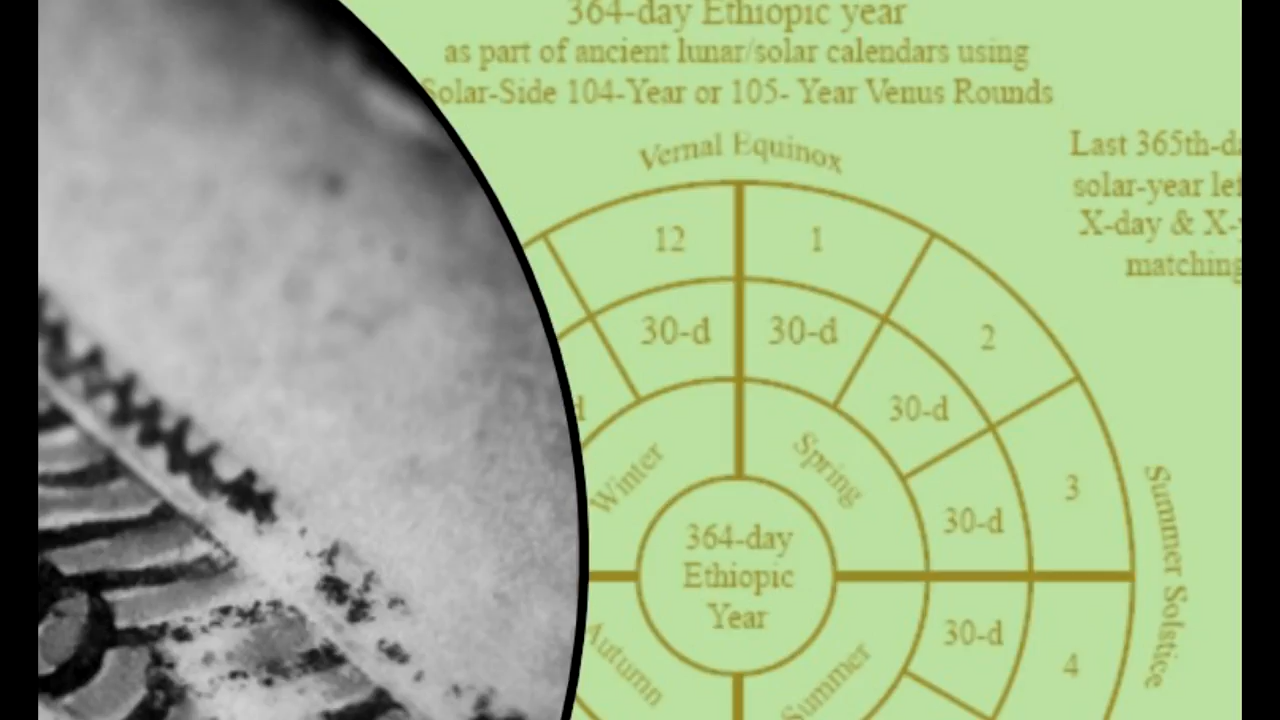 364-day Ethiopic year
as part of ancient lunar/solar calendars using
Solar-Side 104-Year or 105- Year Venus Rounds
Vernal Equinox
Last 365th-d
solar-year
X-day & X-
matching
12
1
2
30-d
30-d
30-d
3
Winter
Spring
30-d
364-day
Ethiopic
Year
Summer Solstice
30-d
4
Autumn
Summer